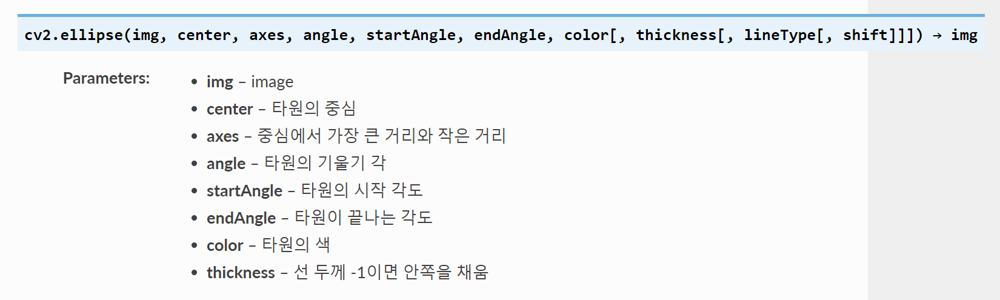 cv2.ellipse(img, center, axes, angle, startAngle, endAngle, color[, thickness[, lineType[, shift]]]) → img
Parameters:
• img – image
• center – 타원의 중심
• axes – 중심에서 가장 큰 거리와 작은 거리
• angle – 타원의 기울기 각
• startAngle – 타원의 시작 각도
• endAngle – 타원이 끝나는 각도
• color – 타원의 색
• thickness – 선 두께 -1이면 안쪽을 채움